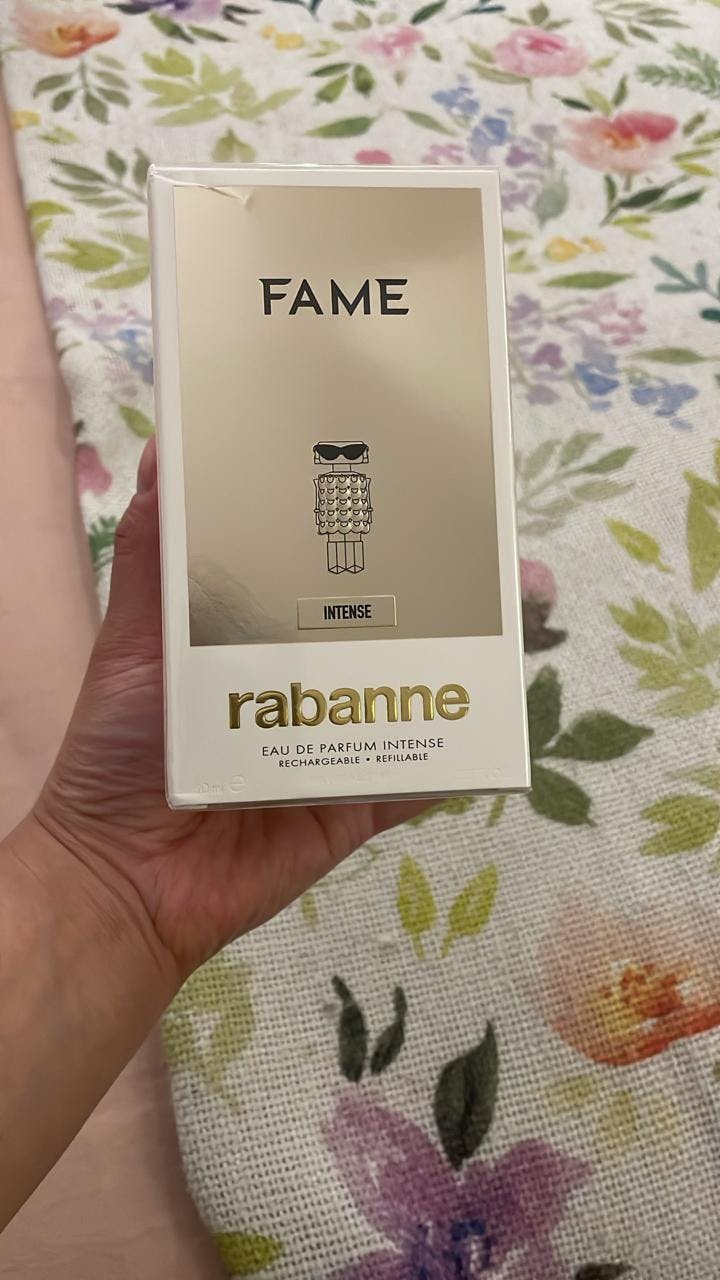 FAME
INTENSE
rabanne
EAU DE PARFUM INTENSE
RECHARGEABLE • REFILLABLE